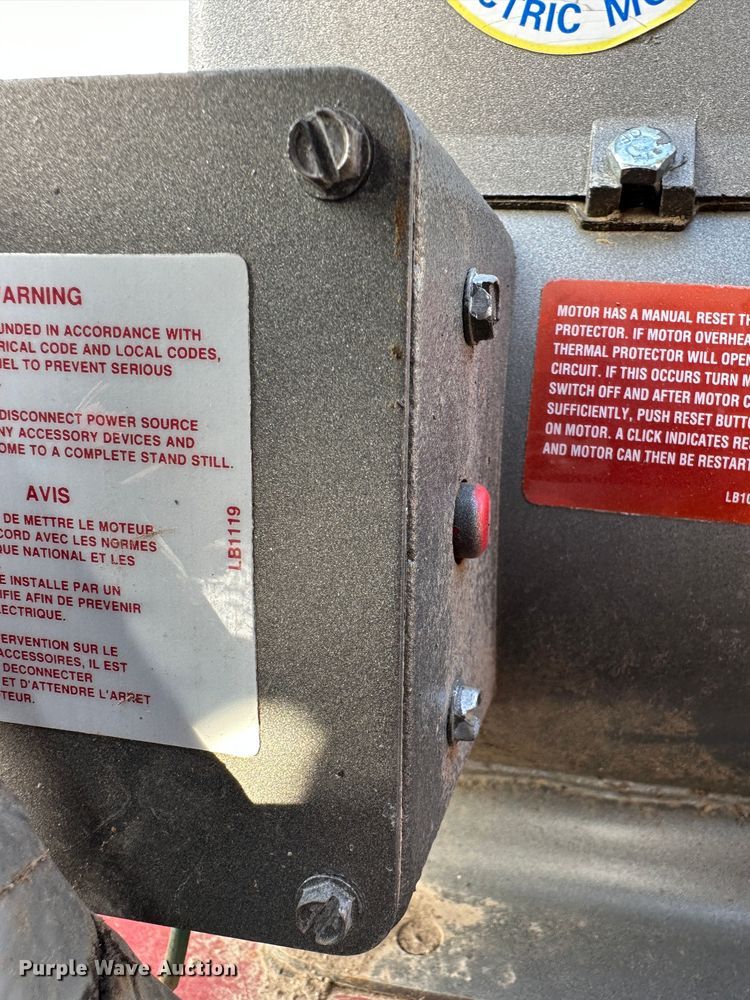 CTRIC MO
ARNING
UNDED IN ACCORDANCE WITH
RICAL CODE AND LOCAL CODES,
NEL TO PREVENT SERIOUS
DISCONNECT POWER SOURCE
NY ACCESSORY DEVICES AND
OME TO A COMPLETE STAND STILL.
AVIS
DE METTRE LE MOTEUR
CORD AVEC LES NORMES
QUE NATIONAL ET LES
E INSTALLE PAR UN
IFIE AFIN DE PREVENIR
LECTRIQUE.
ERVENTION SUR LE
ACCESSOIRES, IL EST
DECONNECTER
ET D'ATTENDRE L'ARRET
TEUR.
LB1119
MOTOR HAS A MANUAL RESET TH
PROTECTOR. IF MOTOR OVERHEA
THERMAL PROTECTOR WILL OPEN
CIRCUIT. IF THIS OCCURS TURN M
SWITCH OFF AND AFTER MOTOR C
SUFFICIENTLY, PUSH RESET BUTTO
ON MOTOR. A CLICK INDICATES RE
AND MOTOR CAN THEN BE RESTART
LB10
Purple Wave Auction